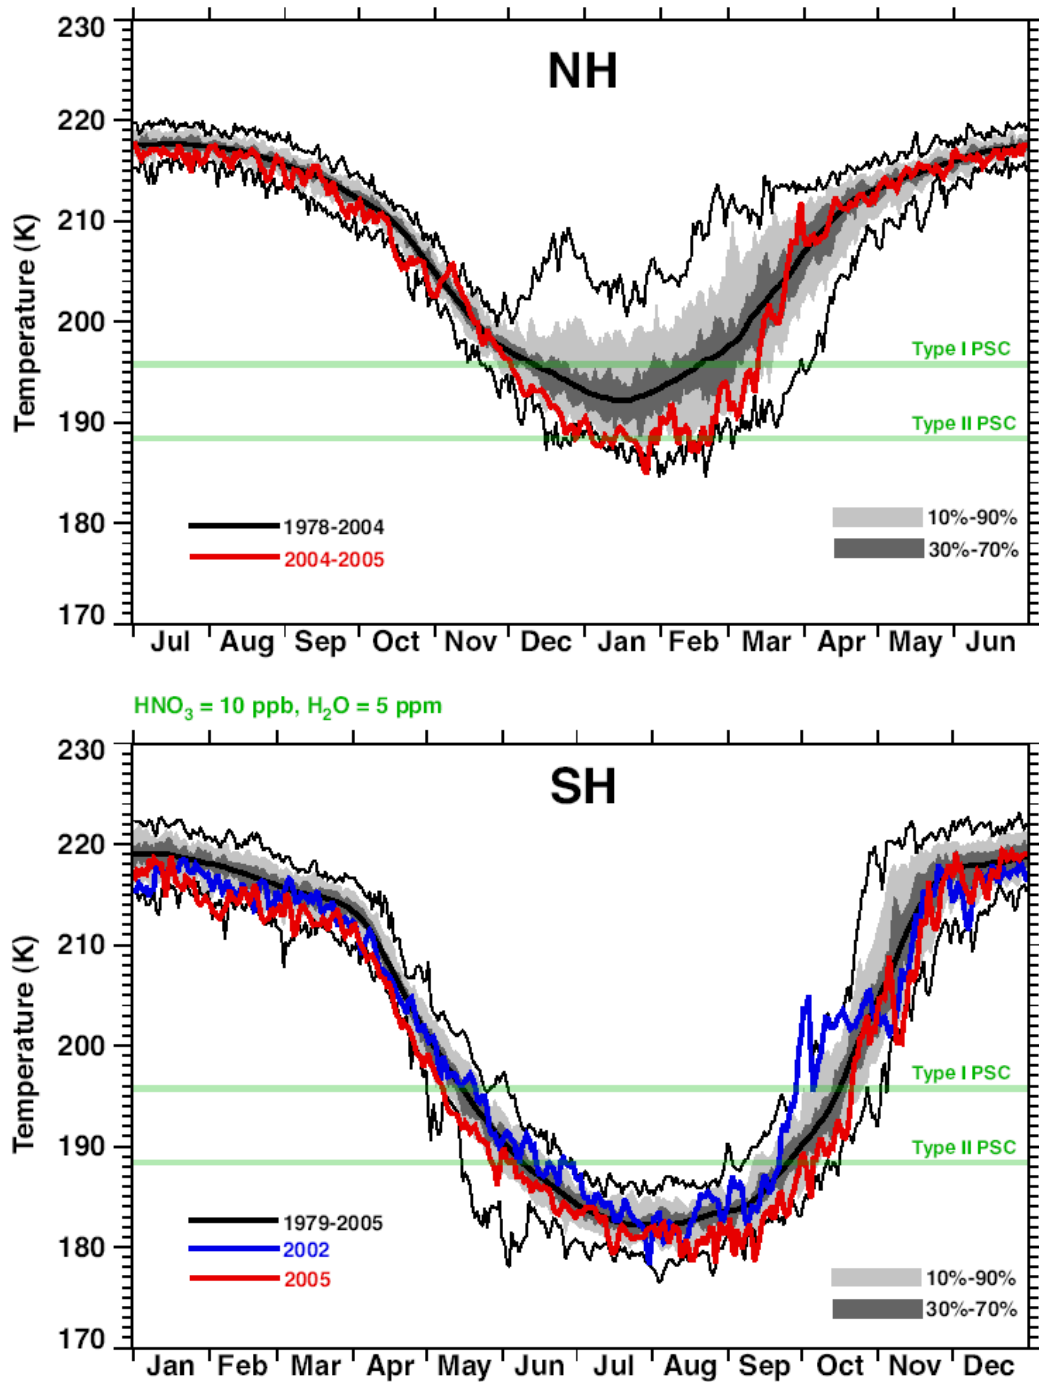 NH
Temperature (K)
230
220
210
200
190
180
170
Type I PSC
Type II PSC
1978-2004
2004-2005
10%-90%
30%-70%
Jul Aug Sep Oct Nov Dec Jan Feb Mar Apr May Jun
HNO₃ = 10 ppb, H₂O = 5 ppm
SH
Temperature (K)
230
220
210
200
190
180
170
Type I PSC
Type II PSC
1979-2005
2002
2005
10%-90%
30%-70%
Jan Feb Mar Apr May Jun Jul Aug Sep Oct Nov Dec